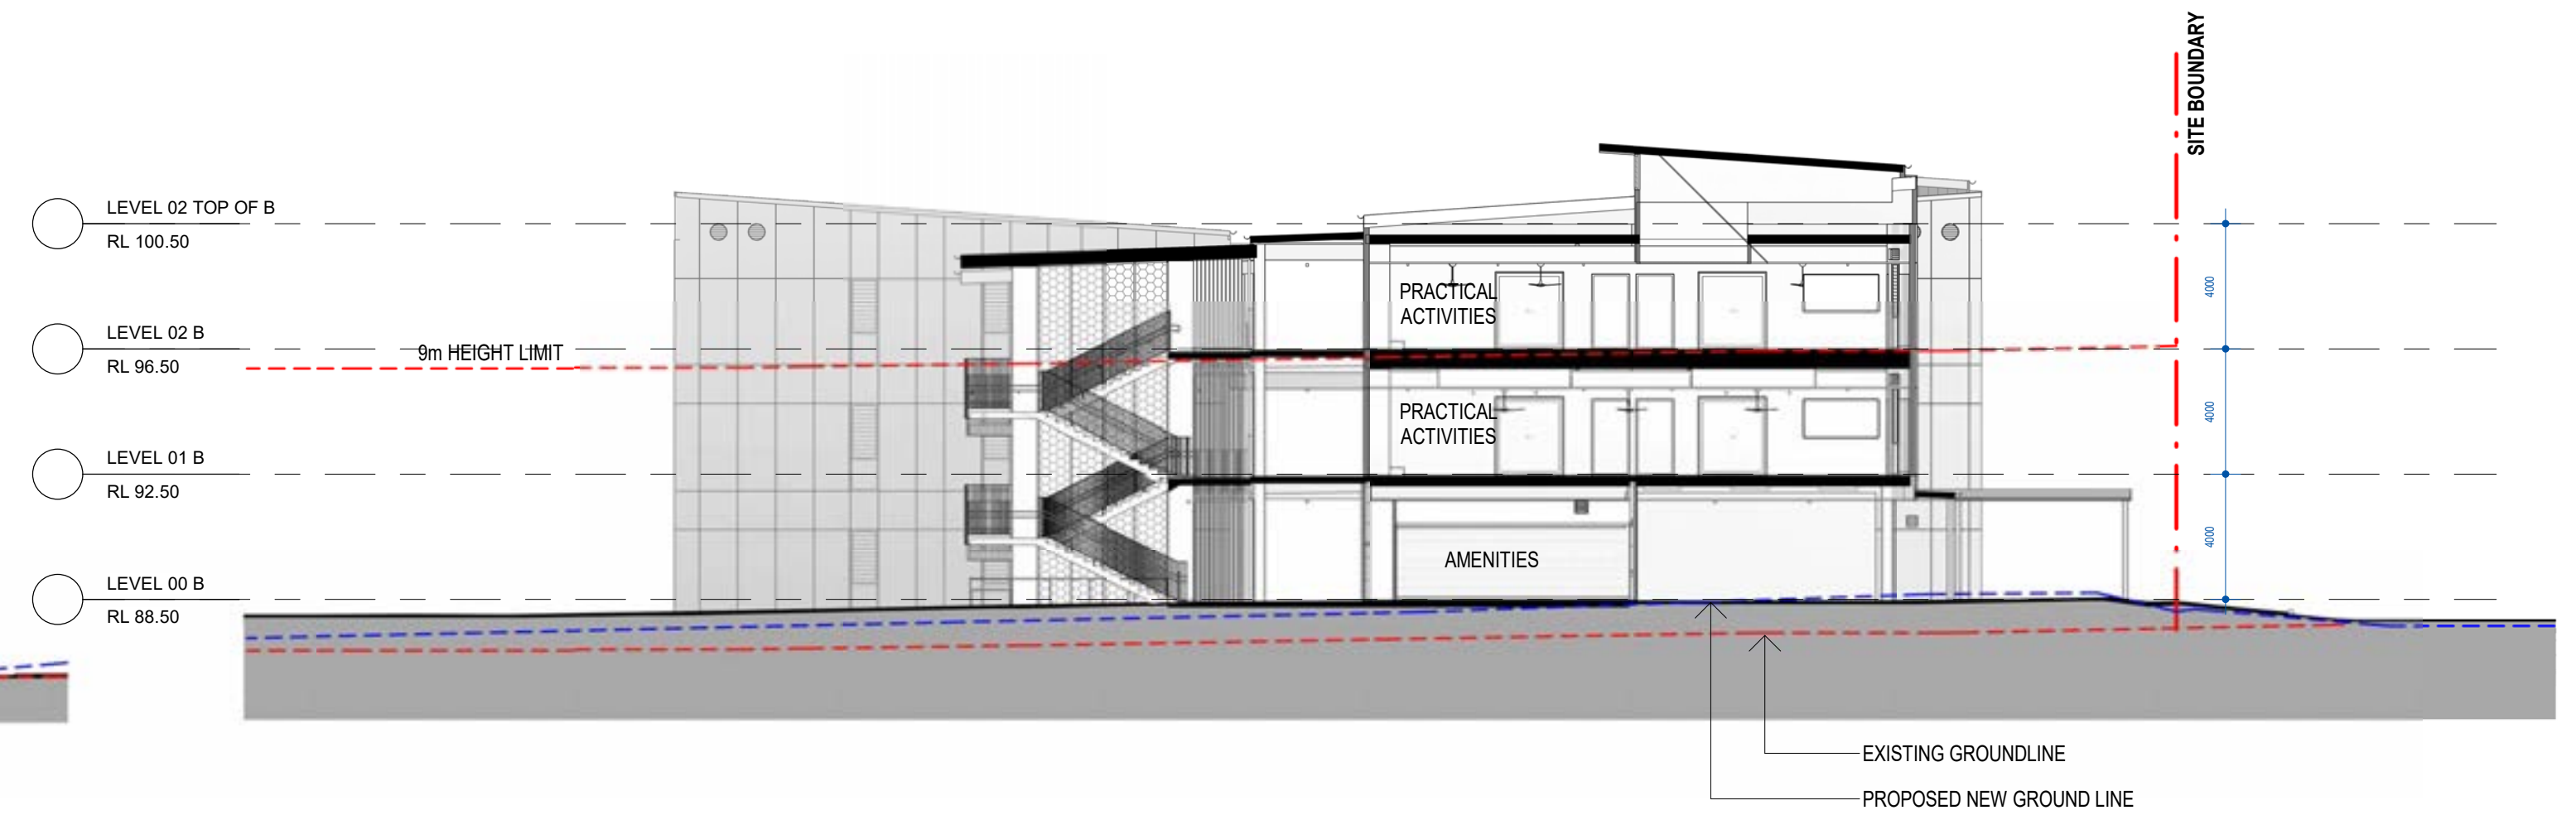 SITE BOUNDARY
LEVEL 02 TOP OF B
RL 100.50
4000
PRACTICAL
ACTIVITIES
LEVEL 02 B
9m HEIGHT LIMIT
RL 96.50
PRACTICAL
ACTIVITIES
4000
LEVEL 01 B
RL 92.50
4000
AMENITIES
LEVEL 00 B
RL 88.50
EXISTING GROUNDLINE
PROPOSED NEW GROUND LINE